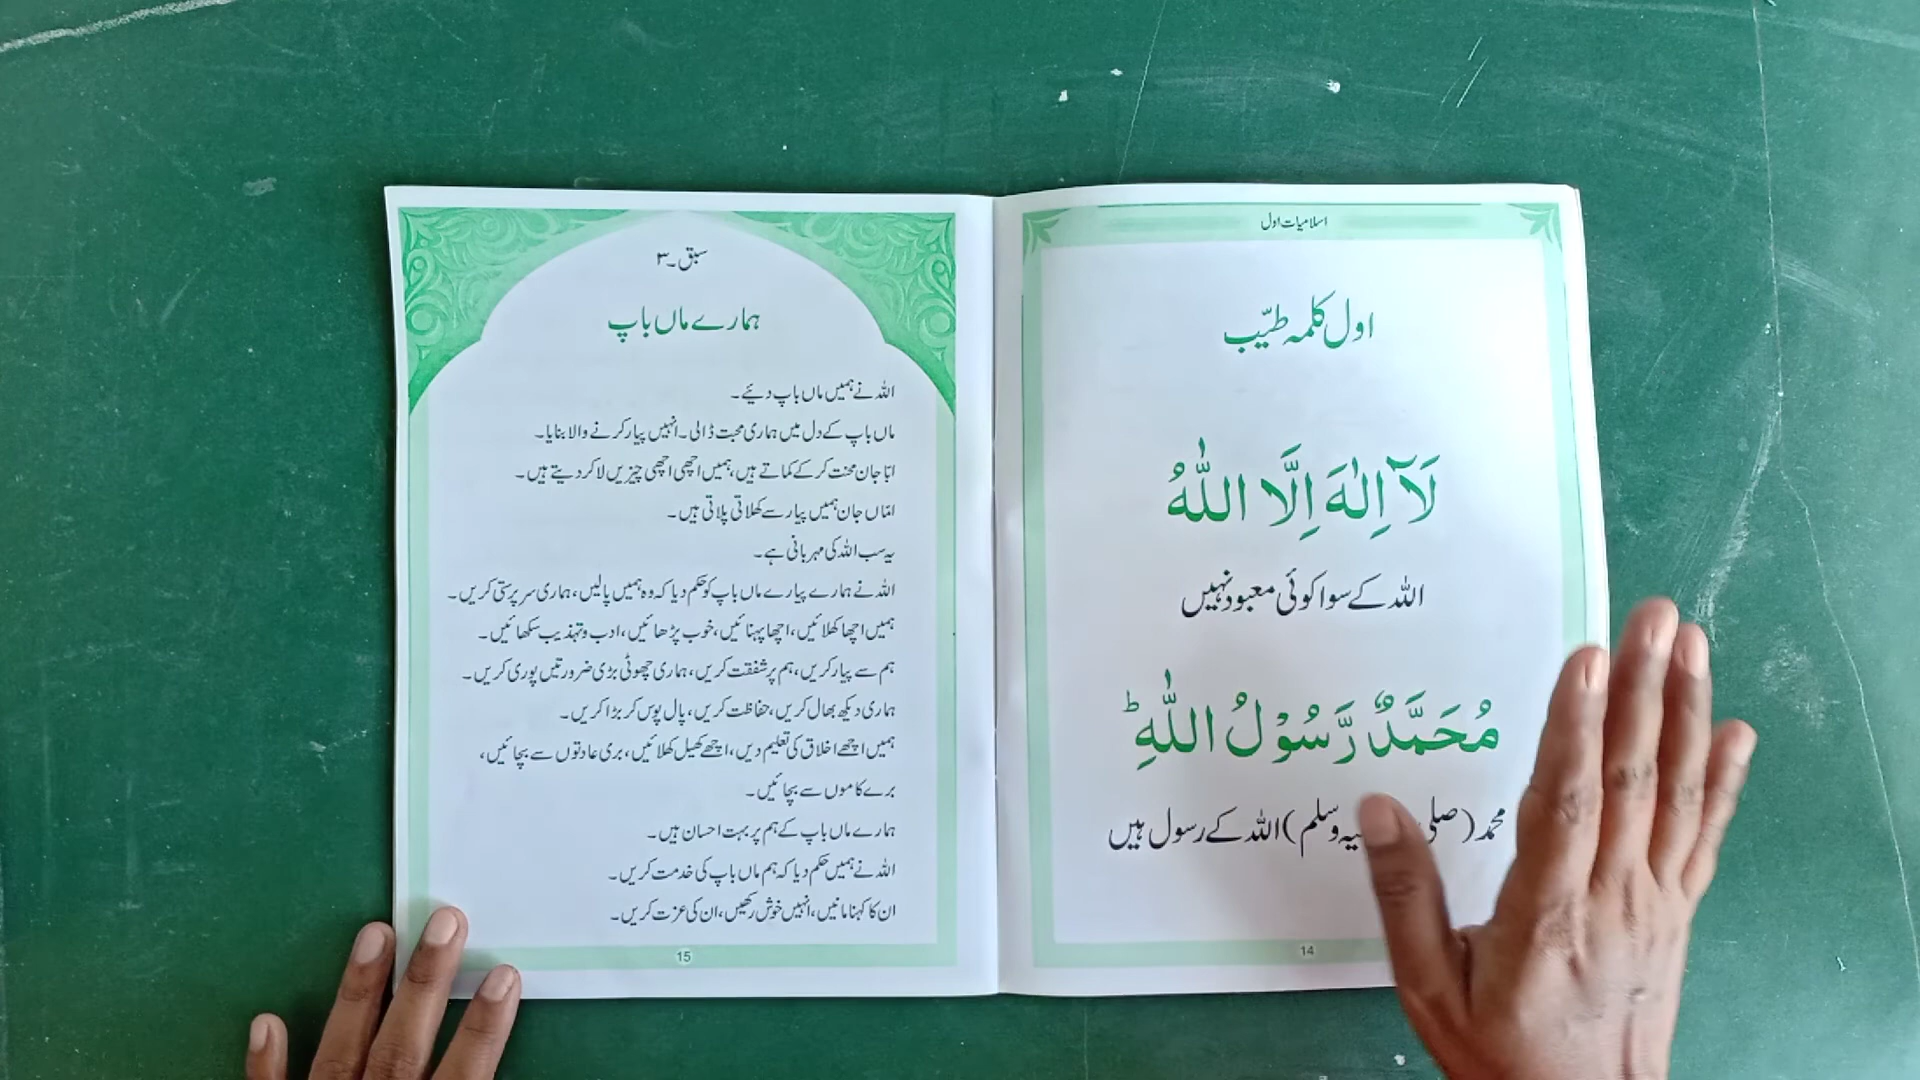 اسلامیات اول
اول کلمہ طیّب
لَاۤ اِلٰهَ اِلَّا اللّٰهُ
اللہ کے سوا کوئی معبود نہیں
مُحَمَّدٌ رَّسُوْلُ اللّٰهِ ؕ
محمد (صلی وسلم) اللہ کے رسول ہیں
14
سبق۔۳
ہمارے ماں باپ
اللہ نے ہمیں ماں باپ دئیے۔
ماں باپ کے دل میں ہماری محبت ڈالی۔ انہیں پیار کرنے والا بنایا۔
ابّا جان محنت کر کے کماتے ہیں، ہمیں اچھی اچھی چیزیں لا کر دیتے ہیں۔
امّاں جان ہمیں پیار سے کھلاتی پلاتی ہیں۔
یہ سب اللہ کی مہربانی ہے۔
اللہ نے ہمارے پیارے ماں باپ کو حکم دیا کہ وہ ہمیں پالیں، ہماری سرپرستی کریں۔
ہمیں اچھا کھلائیں، اچھا پہنائیں، خوب پڑھائیں، ادب و تہذیب سکھائیں۔
ہم سے پیار کریں، ہم پر شفقت کریں، ہماری چھوٹی بڑی ضرورتیں پوری کریں۔
ہماری دیکھ بھال کریں، حفاظت کریں، پال پوس کر بڑا کریں۔
ہمیں اچھے اخلاق کی تعلیم دیں، اچھے کھیل کھلائیں، بری عادتوں سے بچائیں،
برے کاموں سے بچائیں۔
ہمارے ماں باپ کے ہم پر بہت احسان ہیں۔
اللہ نے ہمیں حکم دیا کہ ہم ماں باپ کی خدمت کریں۔
ان کا کہنا مانیں، انہیں خوش رکھیں، ان کی عزت کریں۔
15